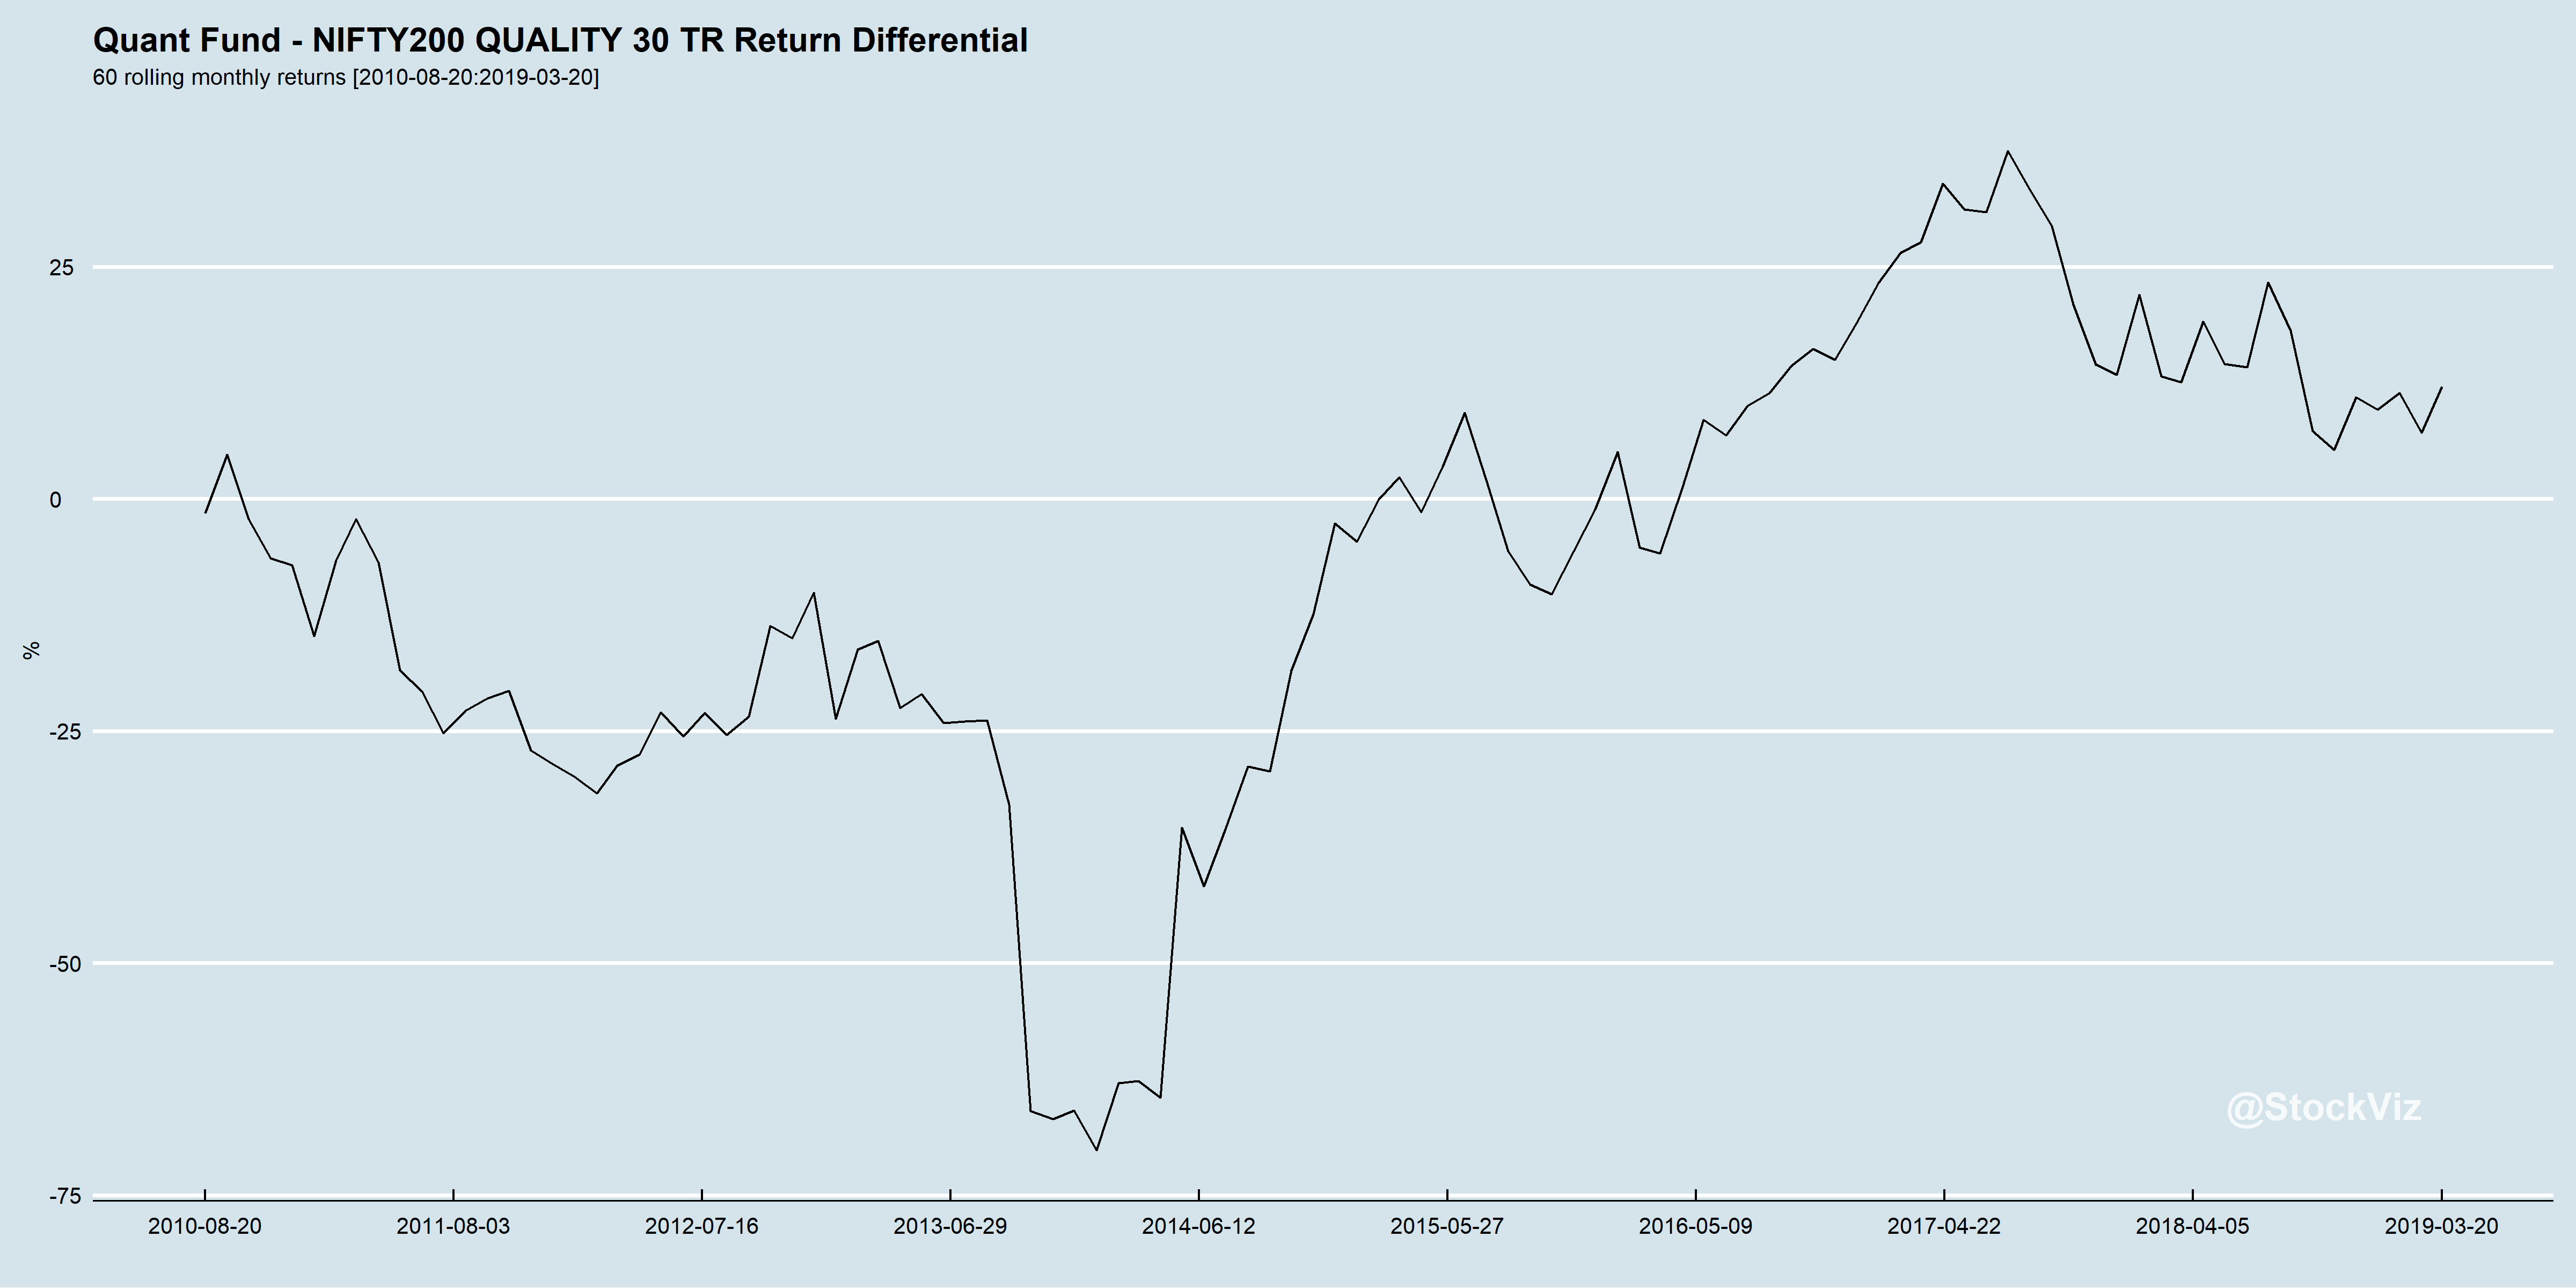 Quant Fund - NIFTY200 QUALITY 30 TR Return Differential
60 rolling monthly returns [2010-08-20:2019-03-20]
25
0
-25
-50
-75
%
@StockViz
2010-08-20 2011-08-03 2012-07-16 2013-06-29 2014-06-12 2015-05-27 2016-05-09 2017-04-22 2018-04-05 2019-03-20